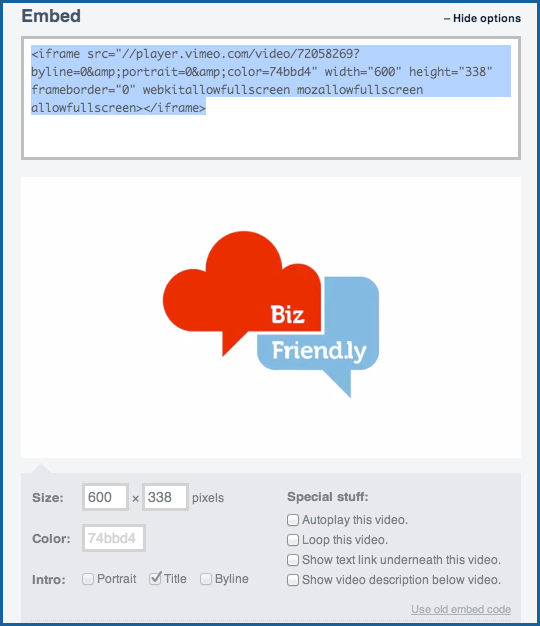 Embed
– Hide options
<iframe src="//player.vimeo.com/video/72058269?
byline=0&amp;portrait=0&amp;color=74bbd4" width="600" height="338"
frameborder="0" webkitallowfullscreen mozallowfullscreen
allowfullscreen></iframe>
Biz
Friend.ly
Size: 600 × 338 pixels
Color: 74bbd4
Intro: Portrait Title Byline
Special stuff:
Autoplay this video.
Loop this video.
Show text link underneath this video.
Show video description below video.
Use old embed code